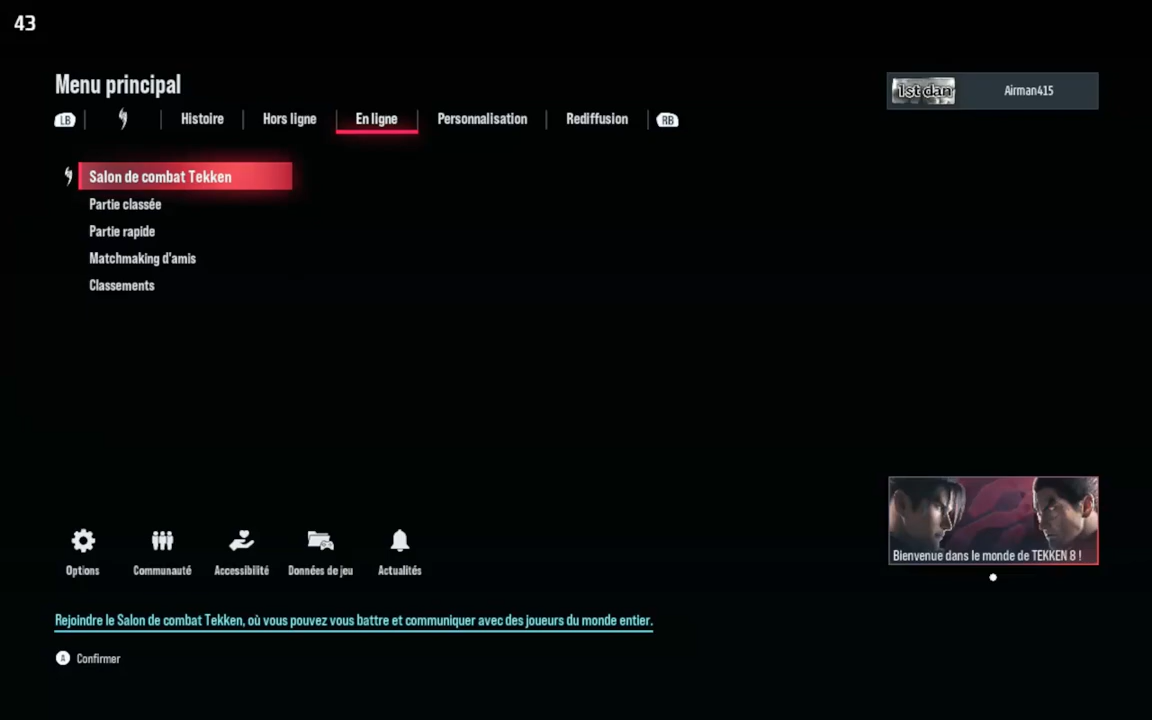 43
Menu principal
1st dan Airman415
LB Histoire Hors ligne En ligne Personnalisation Rediffusion RB
Salon de combat Tekken
Partie classée
Partie rapide
Matchmaking d'amis
Classements
Bienvenue dans le monde de TEKKEN 8 !
Options Communauté Accessibilité Données de jeu Actualités
Rejoindre le Salon de combat Tekken, où vous pouvez vous battre et communiquer avec des joueurs du monde entier.
A Confirmer